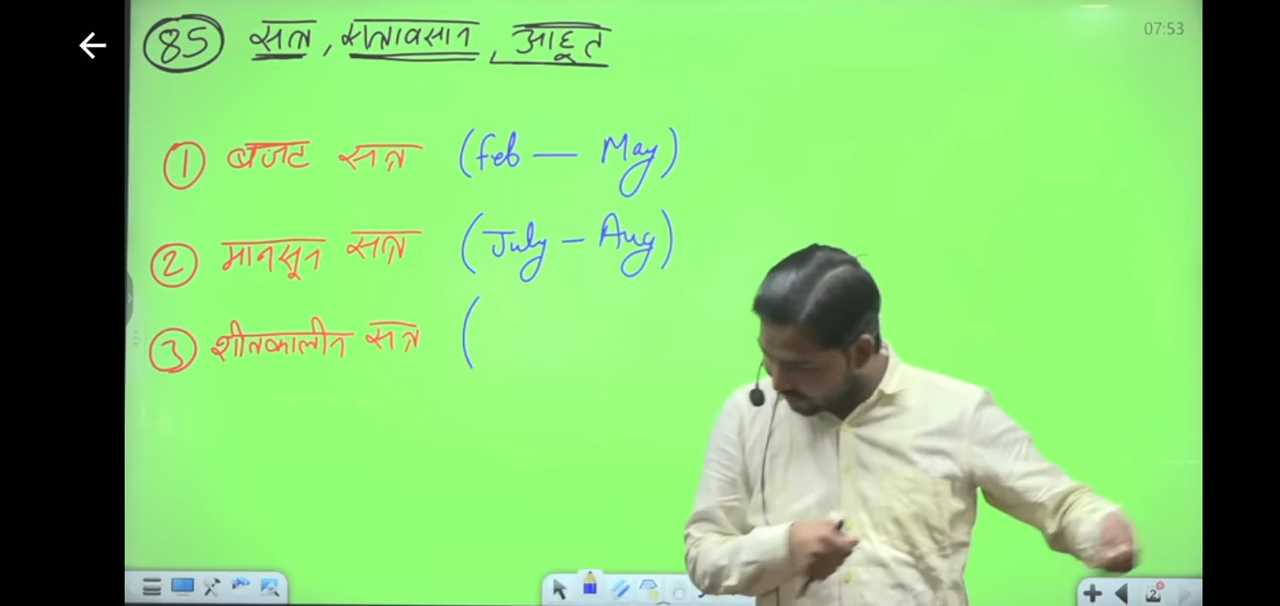 07:53
85 सत्र, सत्रावसान, आहूत
① बजट सत्र (Feb — May)
② मानसून सत्र (July – Aug)
③ शीतकालीन सत्र (
2